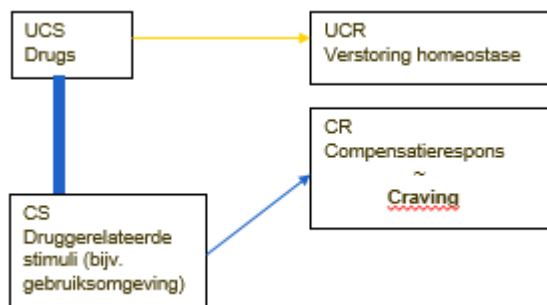 UCS
Drugs
UCR
Verstoring homeostase
CR
Compensatierespons
~
Craving
CS
Druggerelateerde
stimuli (bijv.
gebruiksomgeving)